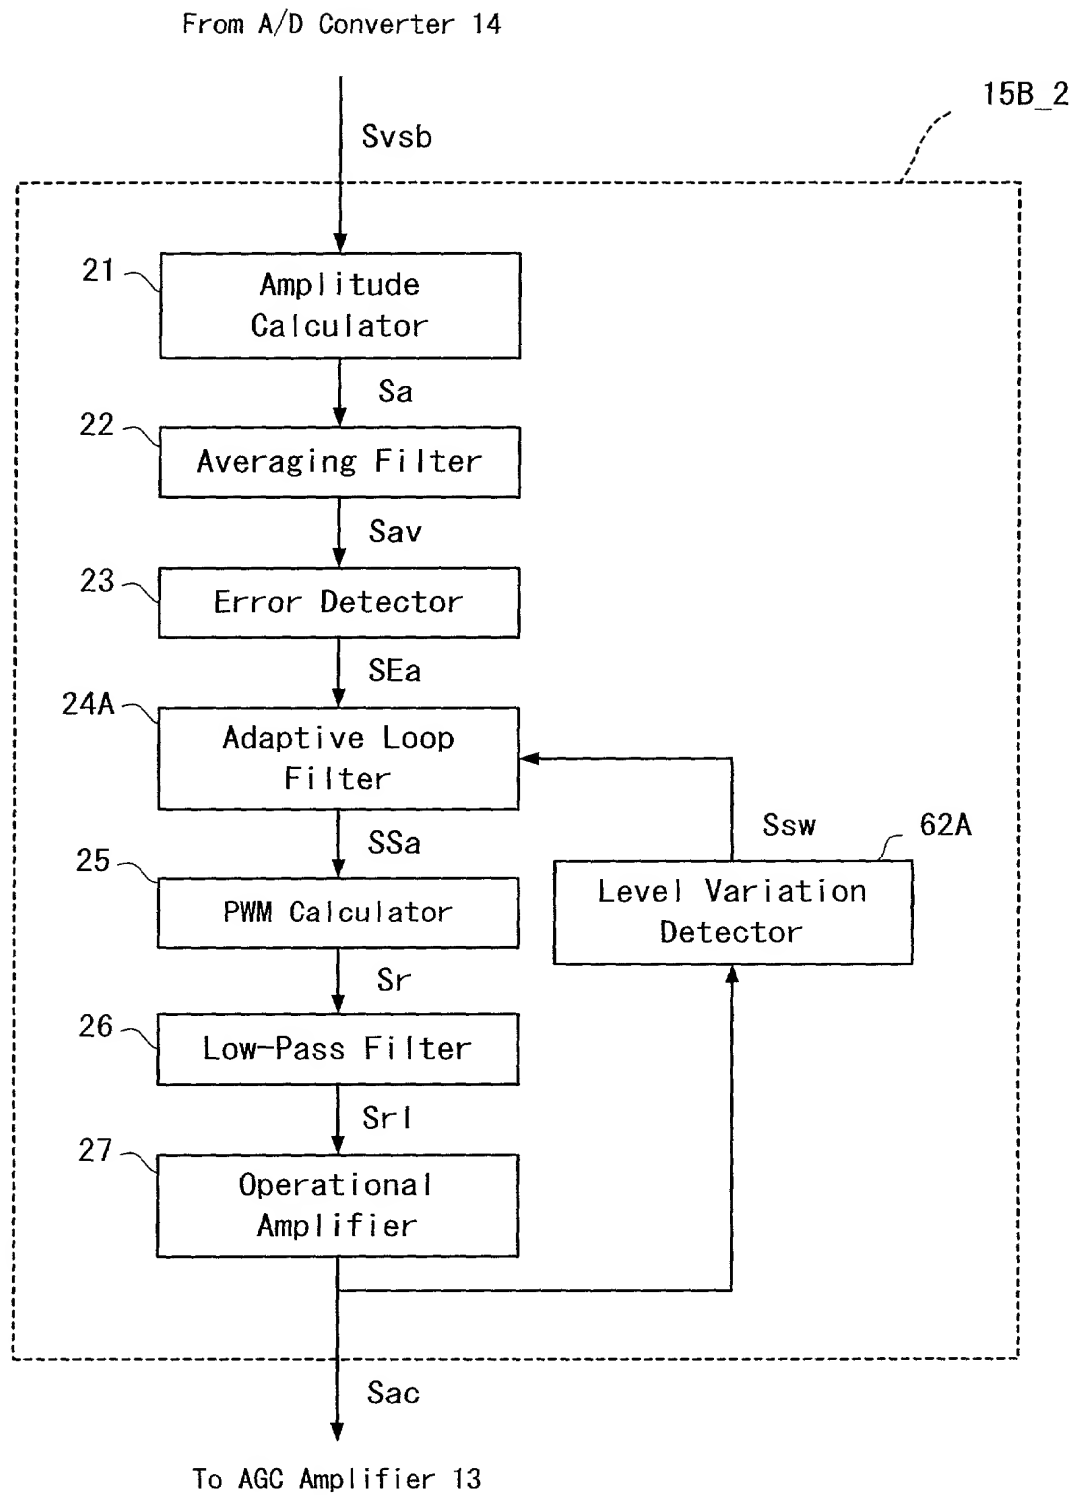 From A/D Converter 14
15B_2
Svsb
21
Amplitude
Calculator
Sa
22
Averaging Filter
Sav
23
Error Detector
SEa
24A
Adaptive Loop
Filter
Ssw
62A
SSa
Level Variation
Detector
25
PWM Calculator
Sr
26
Low-Pass Filter
Srl
27
Operational
Amplifier
Sac
To AGC Amplifier 13